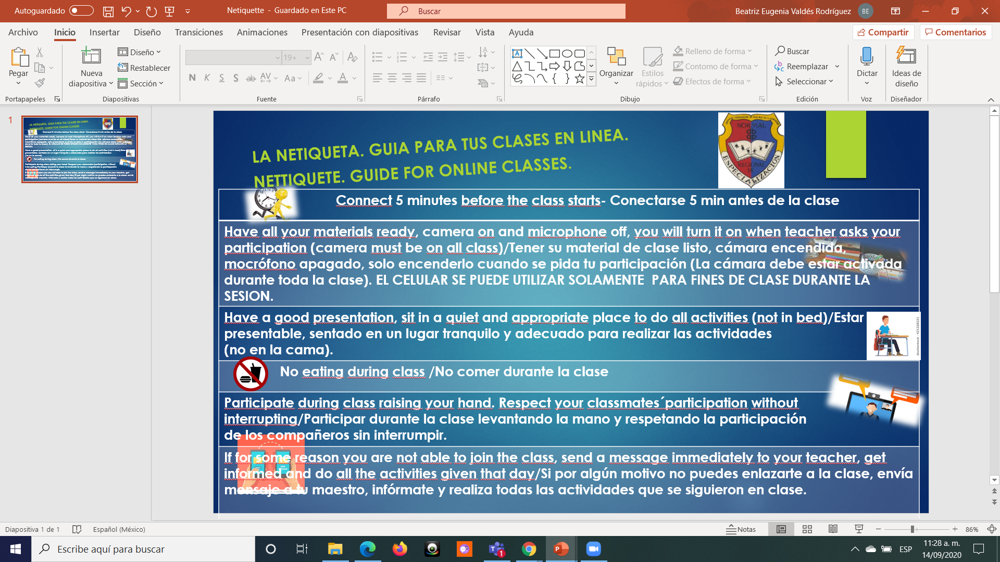 Autoguardado
Netiquette - Guardado en Este PC
Buscar
Beatriz Eugenia Valdés Rodríguez
BE
Archivo Inicio Insertar Diseño Transiciones Animaciones Presentación con diapositivas Revisar Vista Ayuda
Compartir Comentarios
Pegar
Portapapeles
Nueva
diapositiva
Diseño
Restablecer
Sección
Diapositivas
19+
N K S S ab AV Aa A
Fuente
Párrafo
Organizar
Estilos
rápidos
Relleno de forma
Contorno de forma
Efectos de forma
Dibujo
Buscar
Reemplazar
Seleccionar
Edición
Dictar
Voz
Ideas de
diseño
Diseñador
1
LA NETIQUETA. GUIA PARA TUS CLASES EN LINEA.
NETTIQUETE. GUIDE FOR ONLINE CLASSES.
NORMAL
REGIONAL
DE
ESPECIALIZACIÓN
Connect 5 minutes before the class starts- Conectarse 5 min antes de la clase
Have all your materials ready, camera on and microphone off, you will turn it on when teacher asks your
participation (camera must be on all class)/Tener su material de clase listo, cámara encendida,
mocrófono apagado, solo encenderlo cuando se pida tu participación (La cámara debe estar activada
durante toda la clase). EL CELULAR SE PUEDE UTILIZAR SOLAMENTE  PARA FINES DE CLASE DURANTE LA
SESION.
Have a good presentation, sit in a quiet and appropriate place to do all activities (not in bed)/Estar
presentable, sentado en un lugar tranquilo y adecuado para realizar las actividades
(no en la cama).
No eating during class /No comer durante la clase
Participate during class raising your hand. Respect your classmates´participation without
interrupting/Participar durante la clase levantando la mano y respetando la participación
de los compañeros sin interrumpir.
If for some reason you are not able to join the class, send a message immediately to your teacher, get
informed and do all the activities given that day/Si por algún motivo no puedes enlazarte a la clase, envía
mensaje a tu maestro, infórmate y realiza todas las actividades que se siguieron en clase.
Diapositiva 1 de 1
Español (México)
Notas
86%
Escribe aquí para buscar
1
ESP
11:28 a. m.
14/09/2020